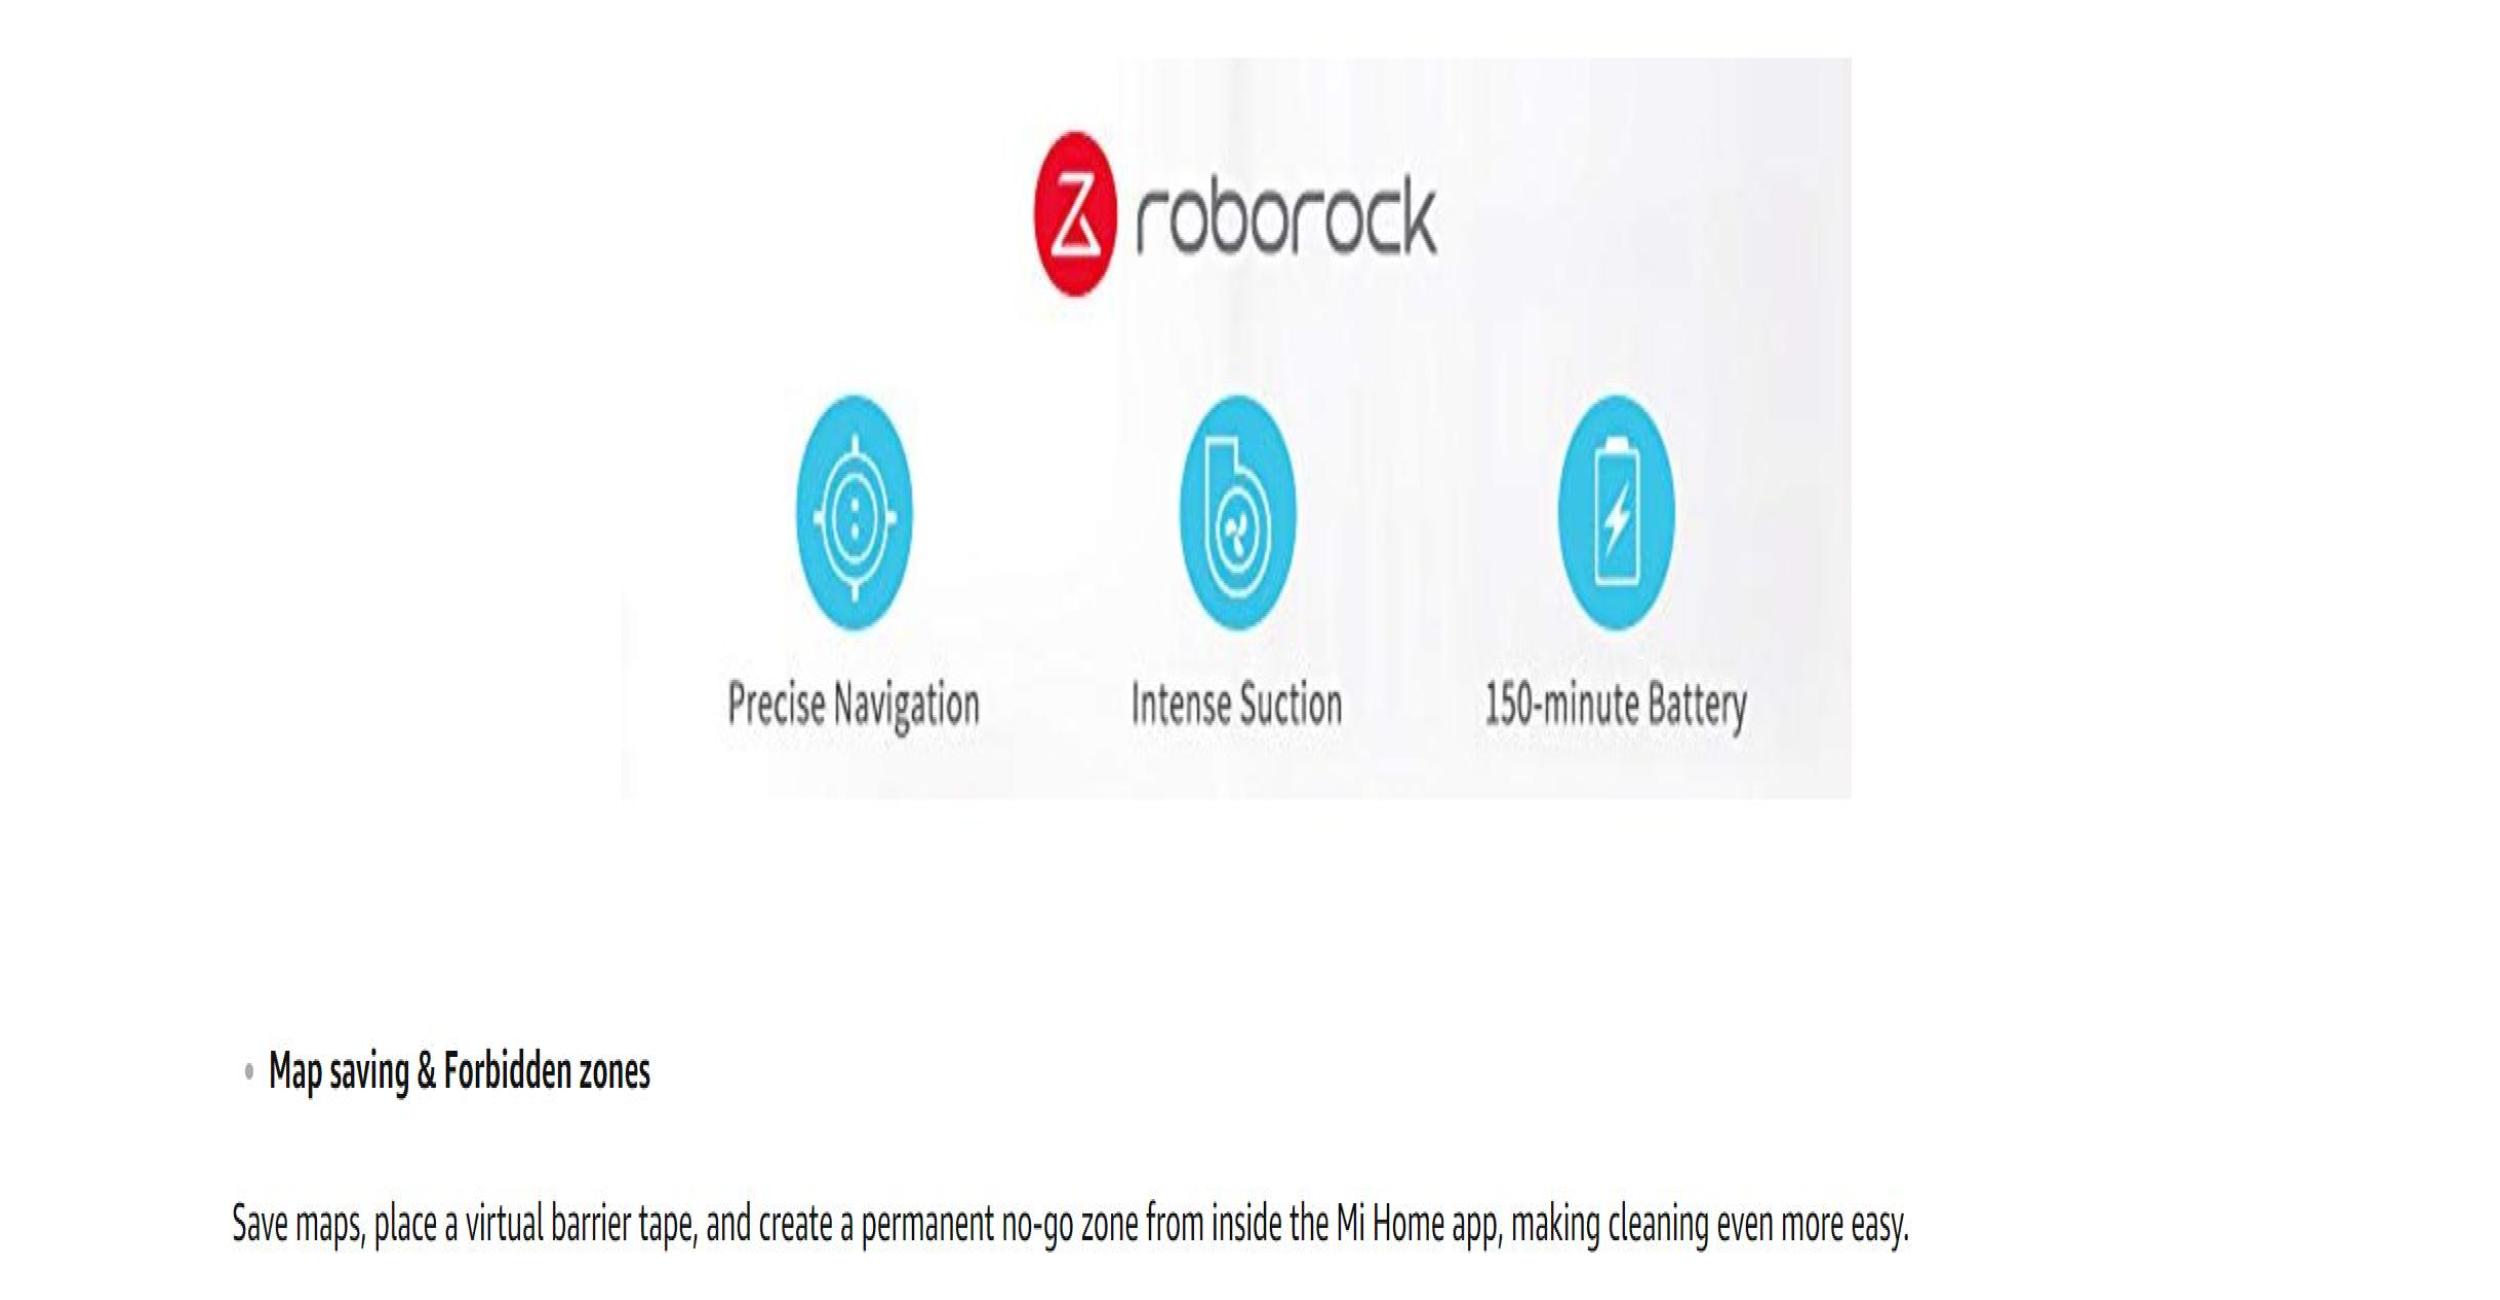 roborock
Precise Navigation Intense Suction 150-minute Battery
• Map saving & Forbidden zones
Save maps, place a virtual barrier tape, and create a permanent no-go zone from inside the Mi Home app, making cleaning even more easy.